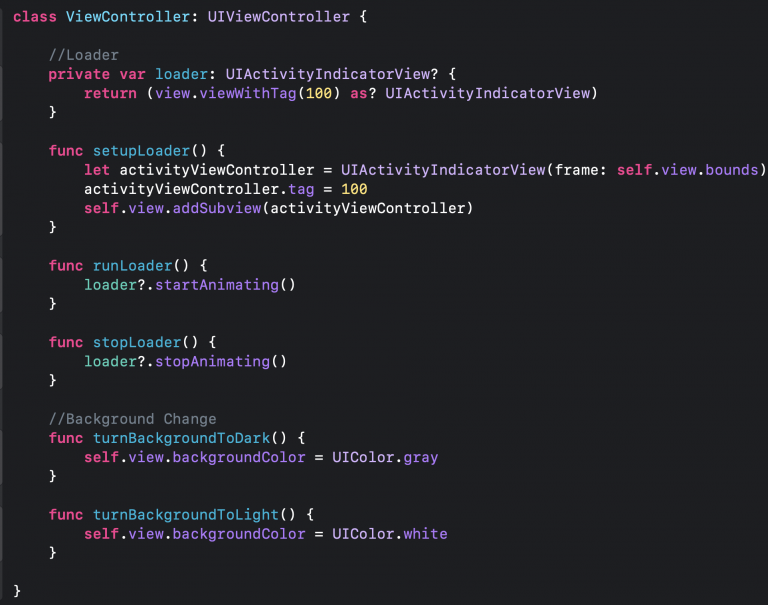 class ViewController: UIViewController {
//Loader
private var loader: UIActivityIndicatorView? {
return (view.viewWithTag(100) as? UIActivityIndicatorView)
}
func setupLoader() {
let activityViewController = UIActivityIndicatorView(frame: self.view.bounds)
activityViewController.tag = 100
self.view.addSubview(activityViewController)
}
func runLoader() {
loader?.startAnimating()
}
func stopLoader() {
loader?.stopAnimating()
}
//Background Change
func turnBackgroundToDark() {
self.view.backgroundColor = UIColor.gray
}
func turnBackgroundToLight() {
self.view.backgroundColor = UIColor.white
}
}